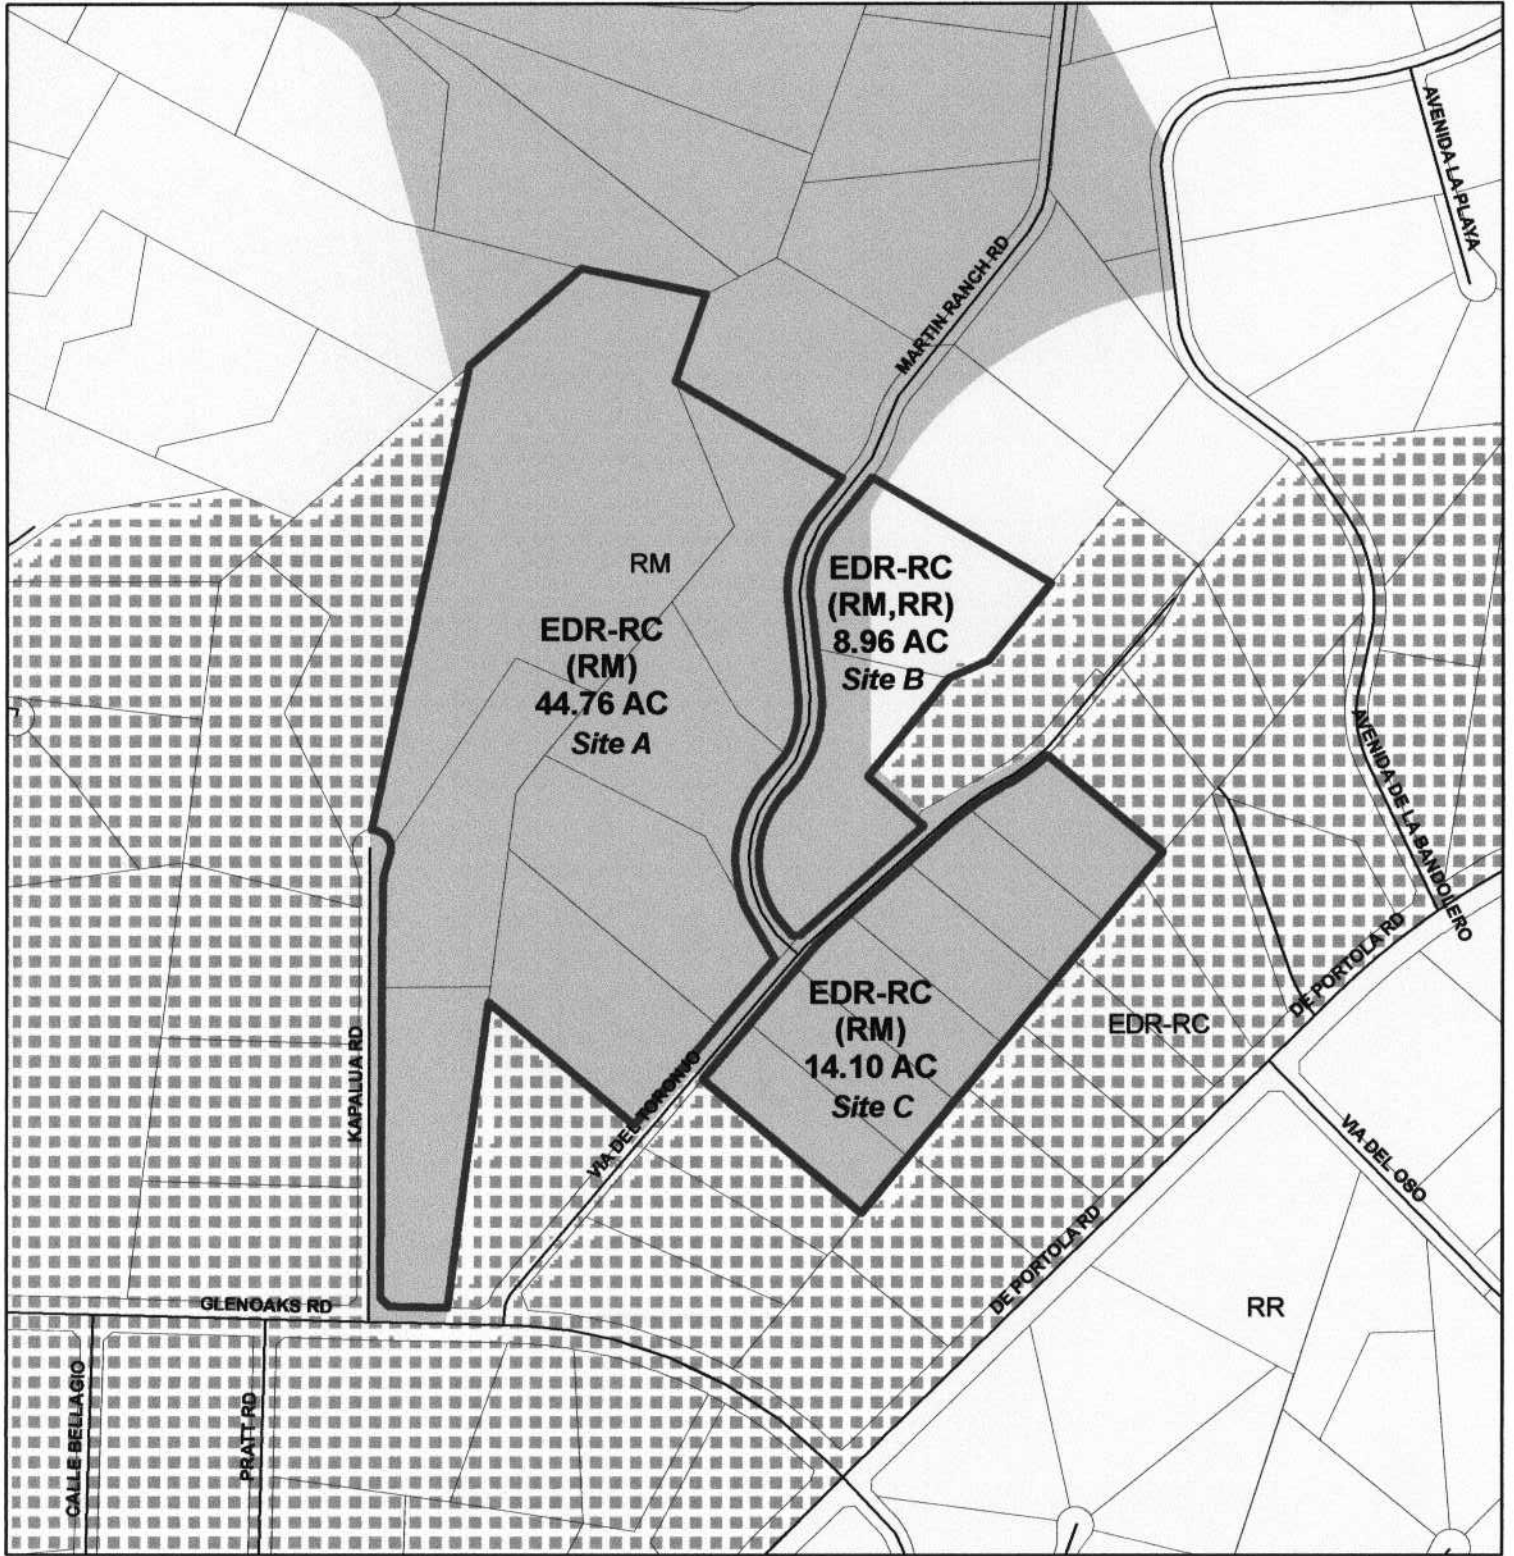 AVENIDA LA PLAYA
MARTIN RANCH RD
RM
EDR-RC
(RM)
44.76 AC
Site A
EDR-RC
(RM,RR)
8.96 AC
Site B
AVENIDA DE LA BANDOLERO
EDR-RC
(RM)
14.10 AC
Site C
EDR-RC
DE PORTOLA RD
KAPALUA RD
VIA DEL TORONJO
VIA DEL OSO
DE PORTOLA RD
GLENOAKS RD
RR
CALLE BELLAGIO
PRATT RD